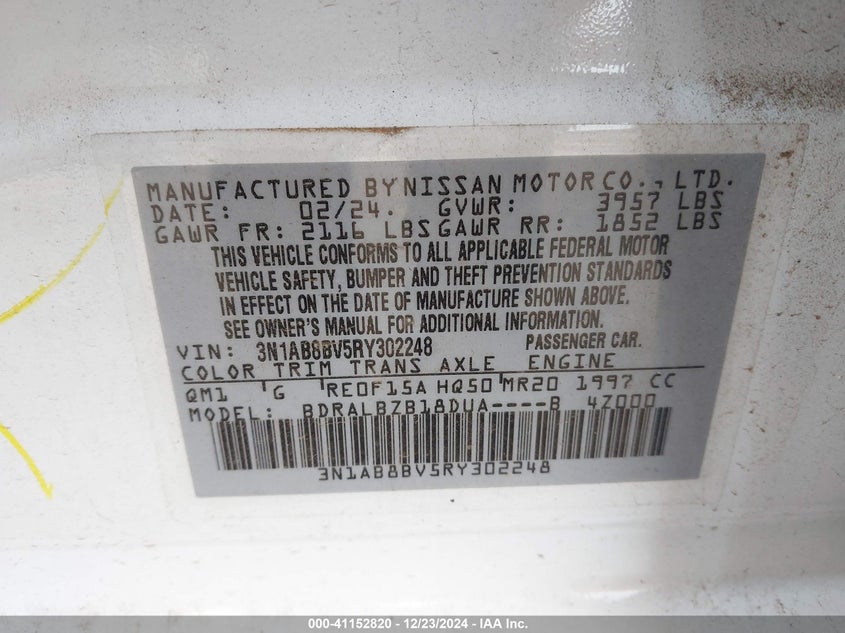 MANUFACTURED BY NISSAN MOTOR CO., LTD.
DATE: 02/24. GVWR: 3957 LBS
GAWR FR: 2116 LBS GAWR RR: 1852 LBS
THIS VEHICLE CONFORMS TO ALL APPLICABLE FEDERAL MOTOR
VEHICLE SAFETY, BUMPER AND THEFT PREVENTION STANDARDS
IN EFFECT ON THE DATE OF MANUFACTURE SHOWN ABOVE.
SEE OWNER'S MANUAL FOR ADDITIONAL INFORMATION.
VIN: 3N1AB8BV5RY302248 PASSENGER CAR.
COLOR TRIM TRANS AXLE ENGINE
QM1 G RE0F15A HQ50 MR20 1997 CC
MODEL: BDRALBZB18DUA----B 4Z000
3N1AB8BV5RY302248
000-41152820 - 12/23/2024 - IAA Inc.